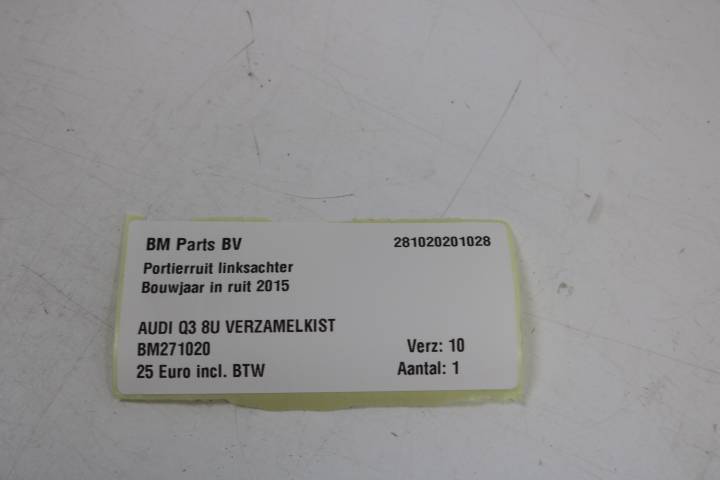 BM Parts BV 281020201028
Portierruit linksachter
Bouwjaar in ruit 2015
AUDI Q3 8U VERZAMELKIST
BM271020 Verz: 10
25 Euro incl. BTW Aantal: 1